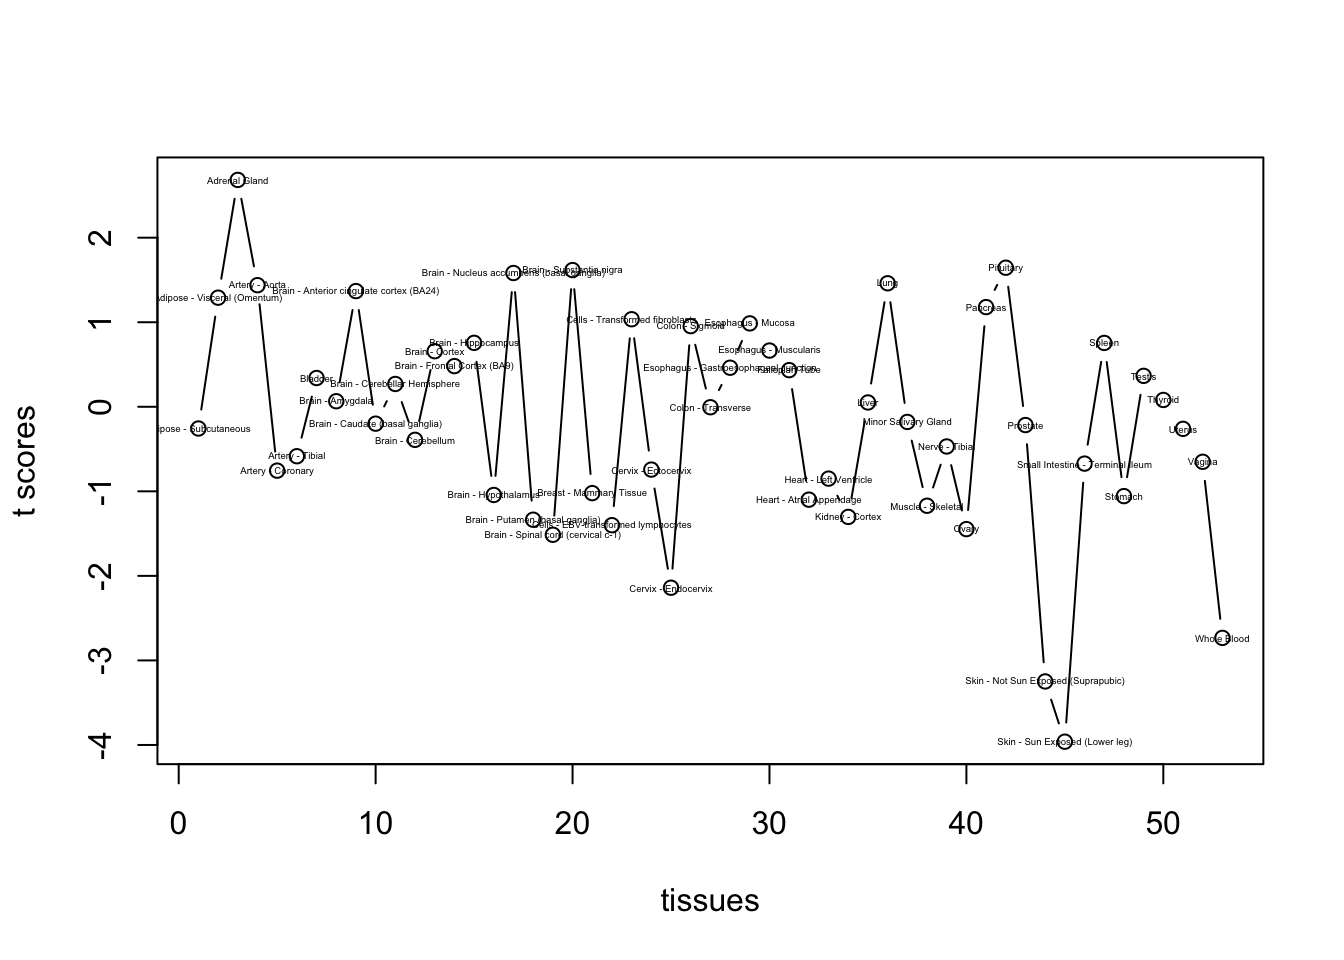 Adrenal Gland
Pituitary
Brain - Nucleus accumbens (basal ganglia)
Brain - Substantia nigra
Artery - Aorta
Lung
Brain - Anterior cingulate cortex (BA24)
Adipose - Visceral (Omentum)
Pancreas
Cells - Transformed fibroblasts
Colon - Sigmoid
Esophagus - Mucosa
Brain - Hippocampus
Spleen
Brain - Cortex
Esophagus - Muscularis
Brain - Frontal Cortex (BA9)
Esophagus - Gastroesophageal Junction
Fallopian Tube
Bladder
Testis
Brain - Cerebellar Hemisphere
Brain - Amygdala
Liver
Thyroid
Colon - Transverse
Brain - Caudate (basal ganglia)
Minor Salivary Gland
Prostate
ipose - Subcutaneous
Uterus
Brain - Cerebellum
Nerve - Tibial
Artery - Tibial
Vagina
Small Intestine - Terminal Ileum
Artery - Coronary
Cervix - Ectocervix
Heart - Left Ventricle
Breast - Mammary Tissue
Brain - Hypothalamus
Heart - Atrial Appendage
Stomach
Muscle - Skeletal
Kidney - Cortex
Brain - Putamen (basal ganglia)
Cells - EBV-transformed lymphocytes
Ovary
Brain - Spinal cord (cervical c-1)
Cervix - Endocervix
Whole Blood
Skin - Not Sun Exposed (Suprapubic)
Skin - Sun Exposed (Lower leg)
2
1
0
-1
-2
-3
-4
t scores
0 10 20 30 40 50
tissues